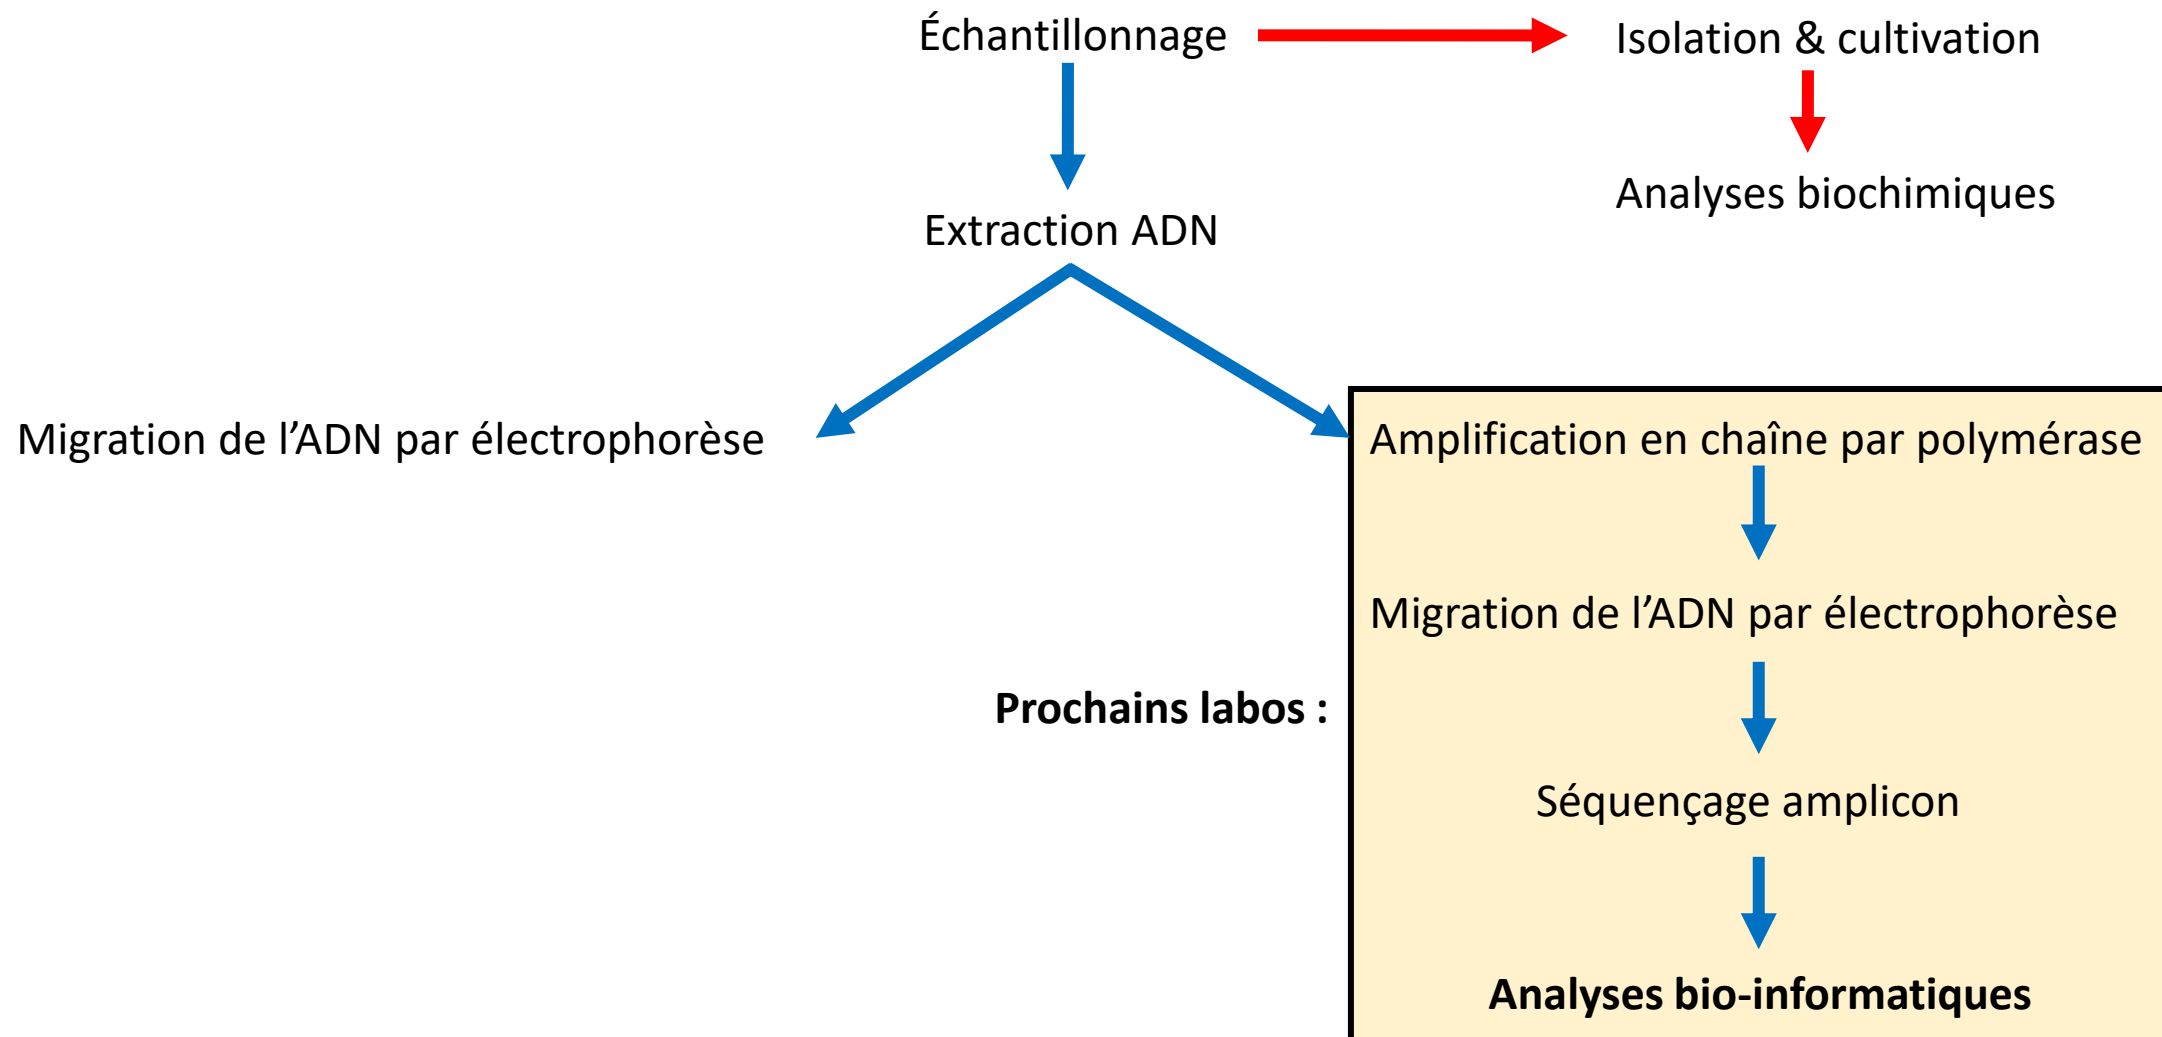 Échantillonnage
Isolation & cultivation
Analyses biochimiques
Extraction ADN
Migration de l’ADN par électrophorèse
Amplification en chaîne par polymérase
Migration de l’ADN par électrophorèse
Prochains labos :
Séquençage amplicon
Analyses bio-informatiques